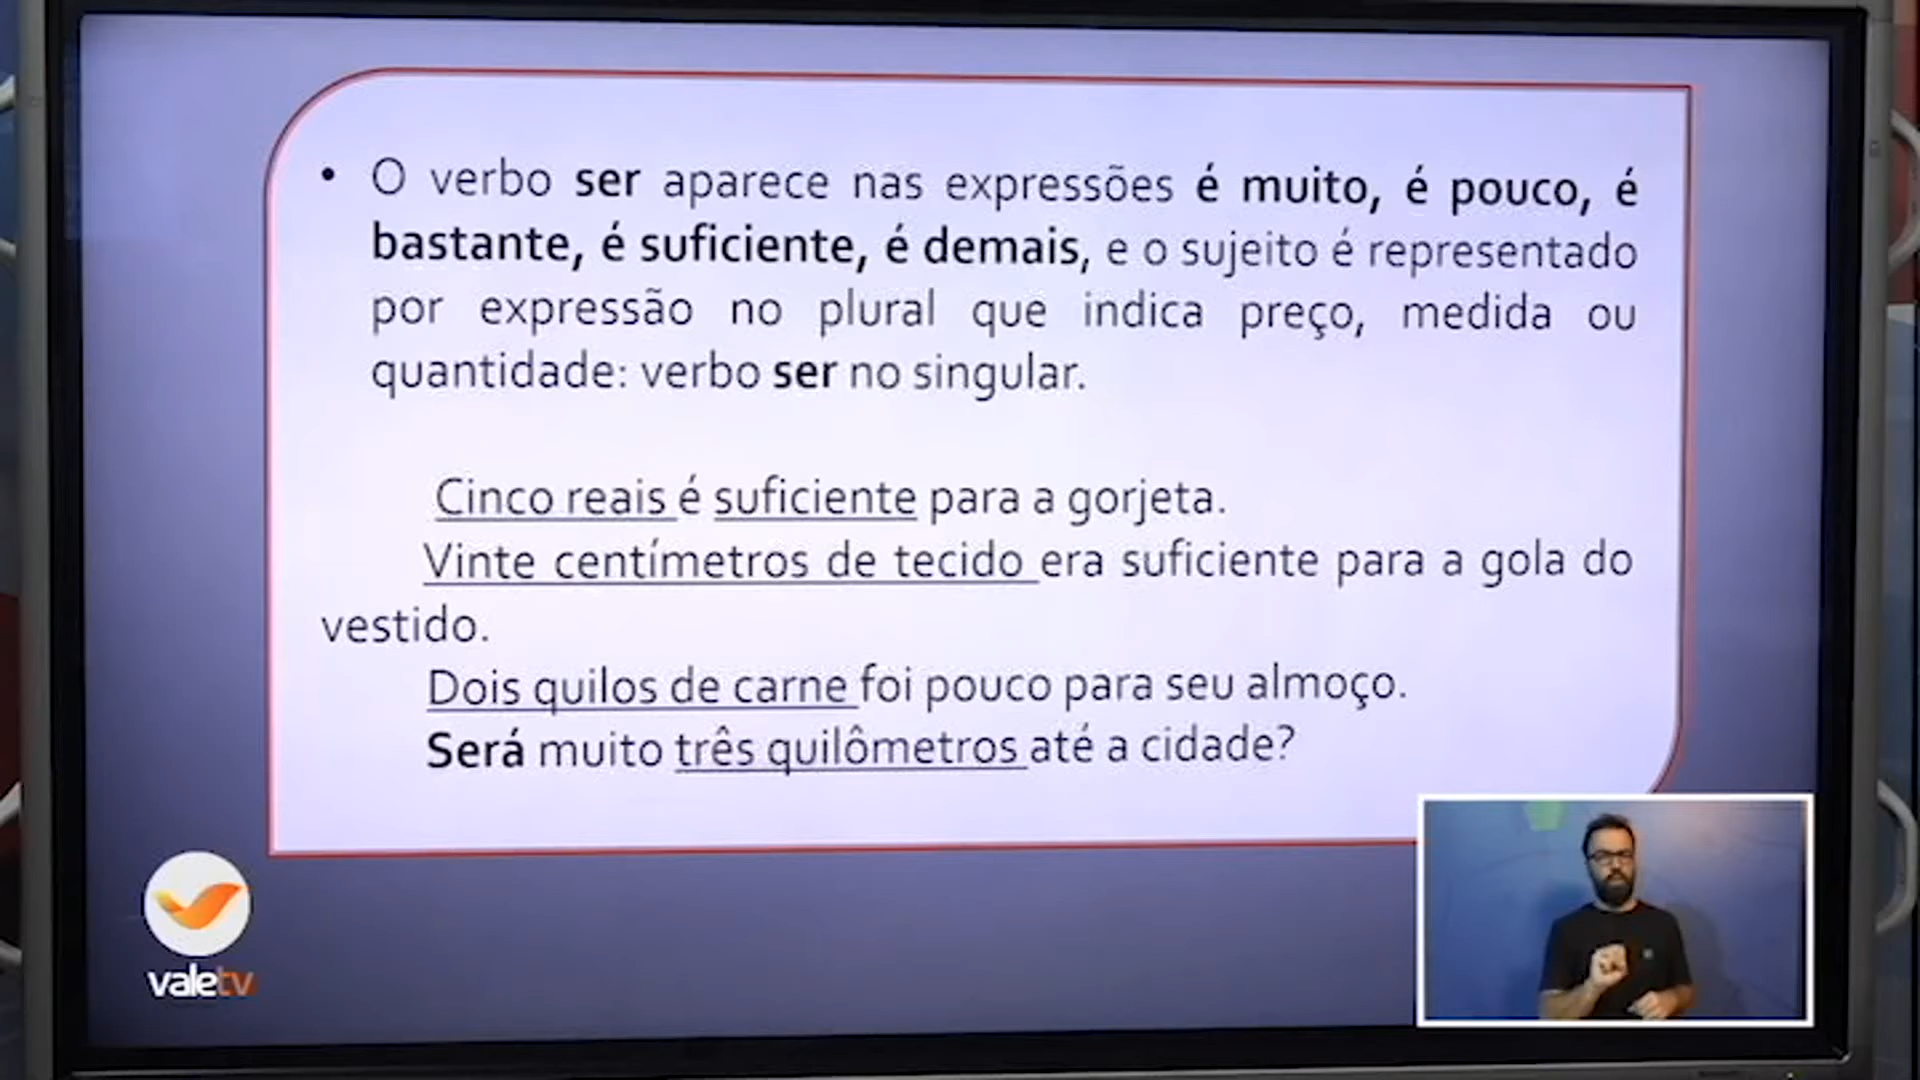 • O verbo ser aparece nas expressões é muito, é pouco, é
bastante, é suficiente, é demais, e o sujeito é representado
por expressão no plural que indica preço, medida ou
quantidade: verbo ser no singular.
Cinco reais é suficiente para a gorjeta.
Vinte centímetros de tecido era suficiente para a gola do
vestido.
Dois quilos de carne foi pouco para seu almoço.
Será muito três quilômetros até a cidade?
valetv